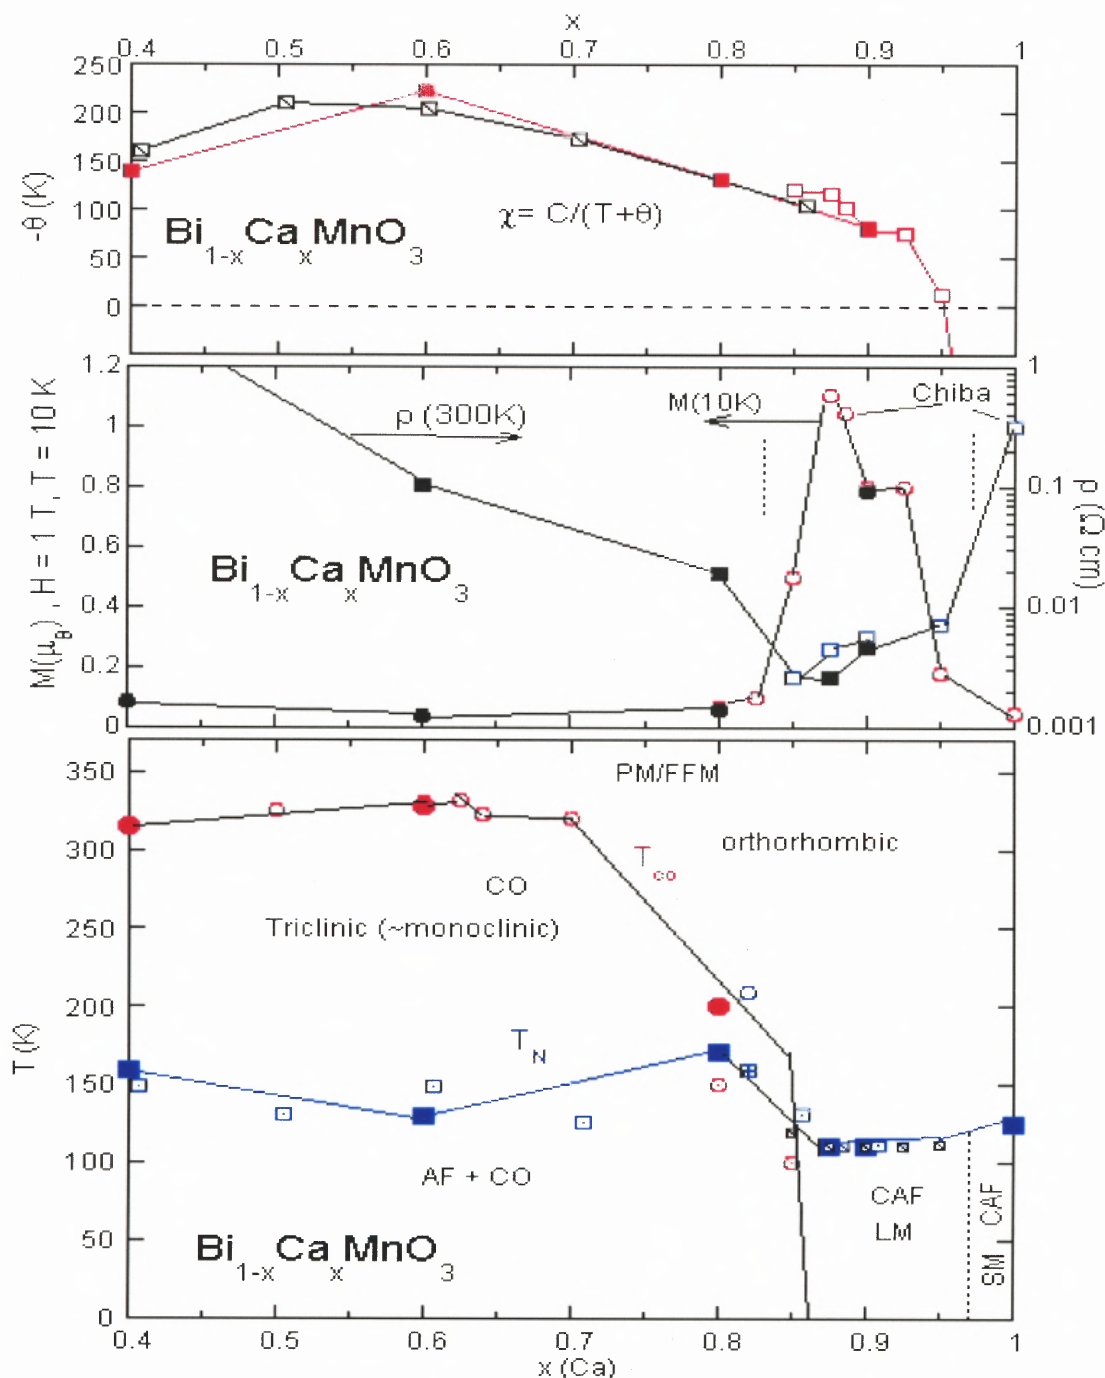 x
0.4 0.5 0.6 0.7 0.8 0.9 1
250
200
150
100
50
0
-θ (K)
χ= C/(T+θ)
Bi1-xCaxMnO3
1.2
1
0.8
0.6
0.4
0.2
0
M(μB) , H = 1 T, T = 10 K
ρ (300K)
M(10K)
Chiba
Bi1-xCaxMnO3
1
0.1
0.01
0.001
ρ (Ω cm)
350
300
250
200
150
100
50
0
T (K)
PM/FFM
orthorhombic
Tco
CO
Triclinic (~monoclinic)
TN
AF + CO
CAF
LM
SM CAF
Bi1-xCaxMnO3
0.4 0.5 0.6 0.7 0.8 0.9 1
x (Ca)